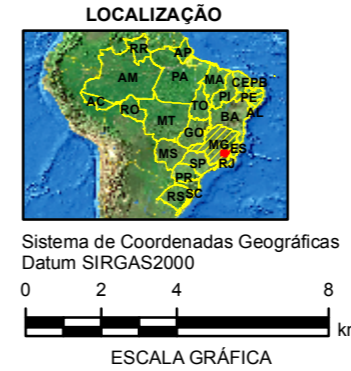 LOCALIZAÇÃO
RR AP
AM PA MA CE PB
AC RO TO PI PE
MT BA AL
GO
MS MG ES
SP RJ
PR
RS SC
Sistema de Coordenadas Geográficas
Datum SIRGAS2000
0 2 4 8
km
ESCALA GRÁFICA